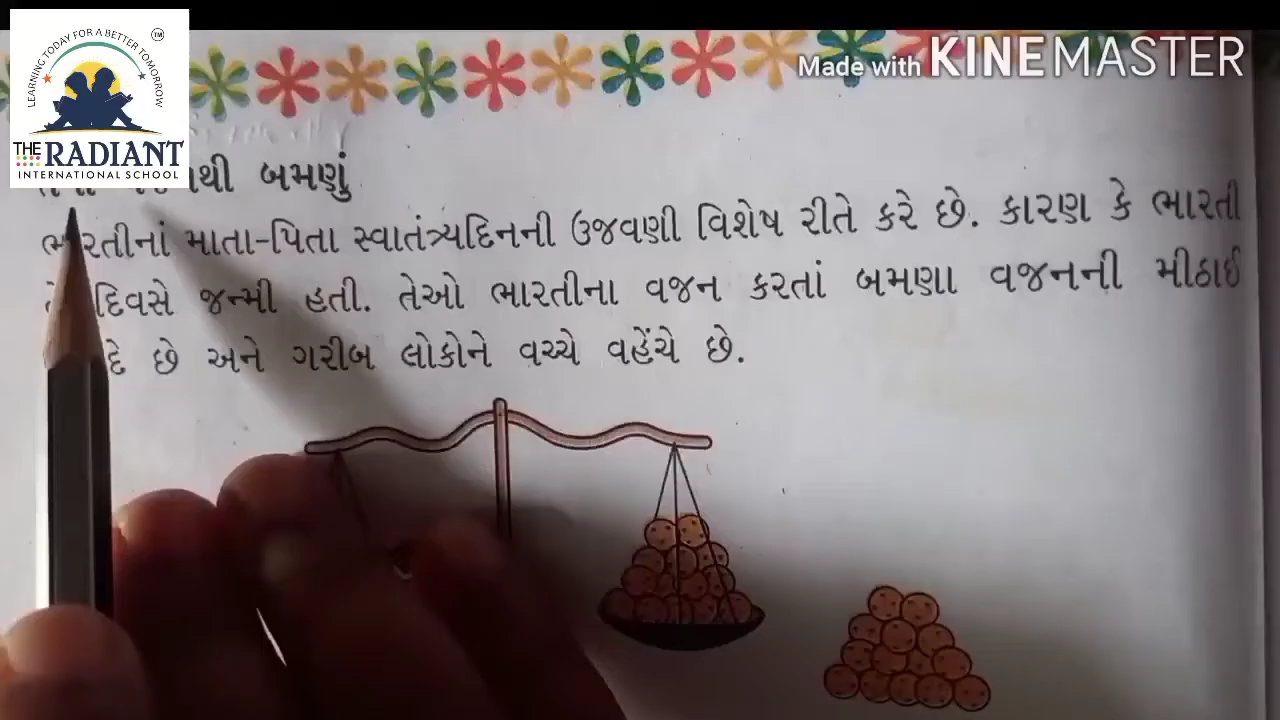 LEARNING TODAY FOR A BETTER TOMORROW
TM
THE RADIANT
INTERNATIONAL SCHOOL
Made with KINEMASTER
બમણું
ભારતીનાં માતા-પિતા સ્વાતંત્ર્યદિનની ઉજવણી વિશેષ રીતે કરે છે. કારણ કે ભારતી
દિવસે જન્મી હતી. તેઓ ભારતીના વજન કરતાં બમણા વજનની મીઠાઈ
છે અને ગરીબ લોકોને વચ્ચે વહેંચે છે.